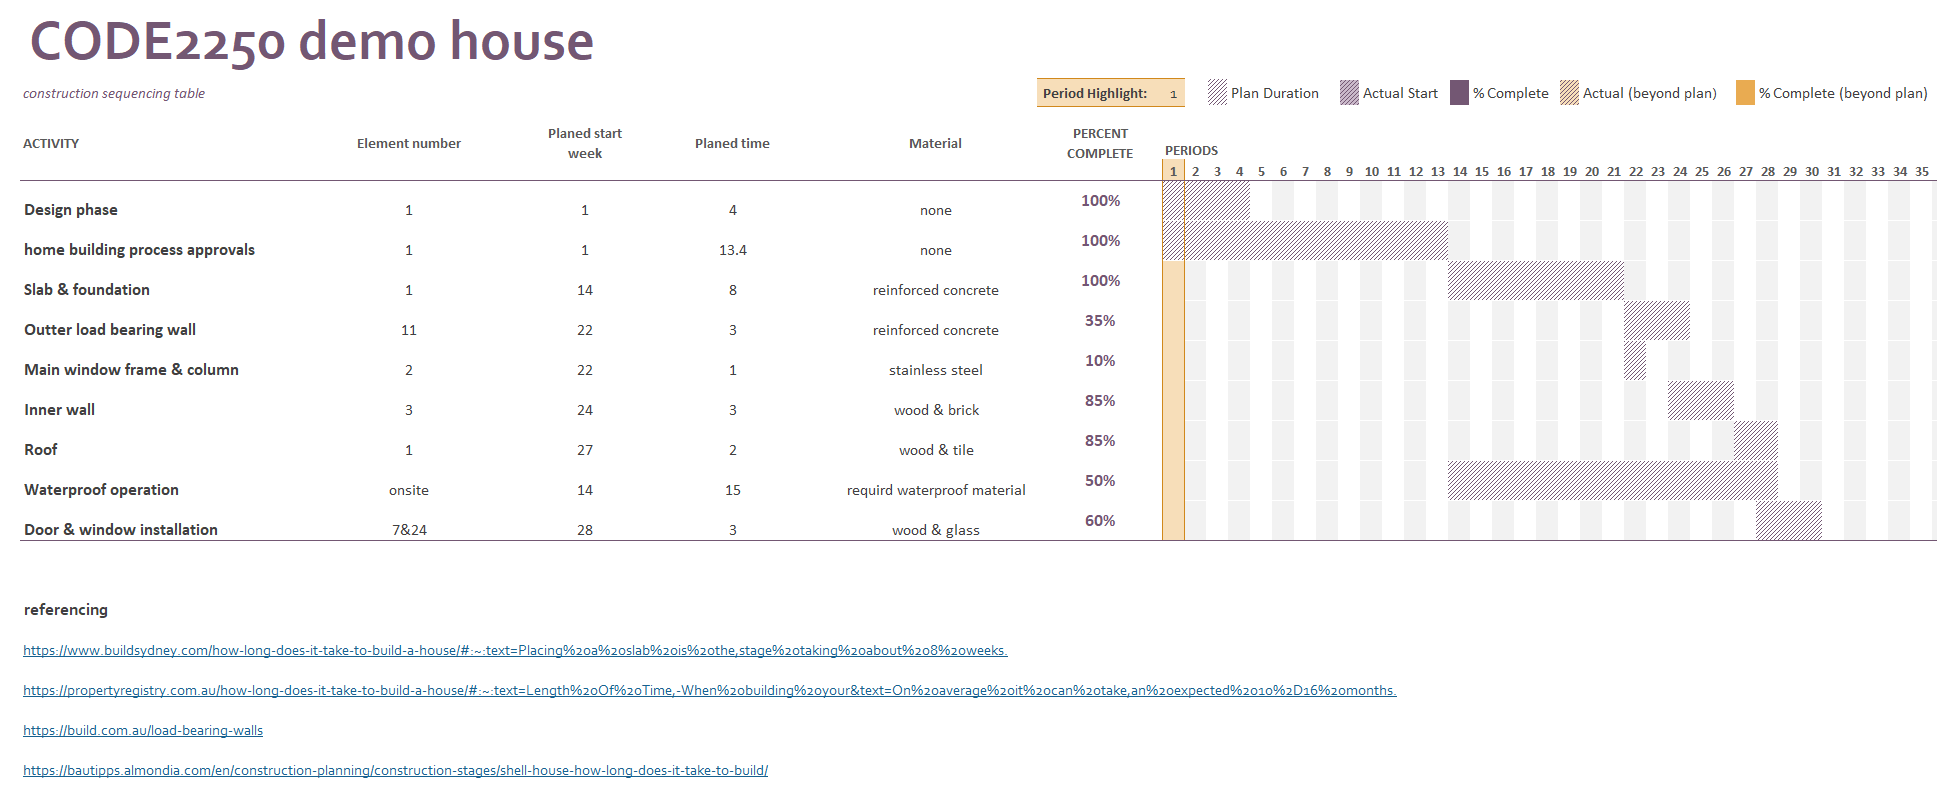 CODE2250 demo house
construction sequencing table
Period Highlight: 1 Plan Duration Actual Start % Complete Actual (beyond plan) % Complete (beyond plan)
ACTIVITY Element number Planed start week Planed time Material PERCENT COMPLETE PERIODS
1 2 3 4 5 6 7 8 9 10 11 12 13 14 15 16 17 18 19 20 21 22 23 24 25 26 27 28 29 30 31 32 33 34 35
Design phase 1 1 4 none 100%
home building process approvals 1 1 13.4 none 100%
Slab & foundation 1 14 8 reinforced concrete 100%
Outter load bearing wall 11 22 3 reinforced concrete 35%
Main window frame & column 2 22 1 stainless steel 10%
Inner wall 3 24 3 wood & brick 85%
Roof 1 27 2 wood & tile 85%
Waterproof operation onsite 14 15 requird waterproof material 50%
Door & window installation 7&24 28 3 wood & glass 60%
referencing
https://www.buildsydney.com/how-long-does-it-take-to-build-a-house/#:~:text=Placing%20a%20slab%20is%20the,stage%20taking%20about%208%20weeks.
https://propertyregistry.com.au/how-long-does-it-take-to-build-a-house/#:~:text=Length%20Of%20Time,-When%20building%20your&text=On%20average%20it%20can%20take,an%20expected%2010%2D16%20months.
https://build.com.au/load-bearing-walls
https://bautipps.almondia.com/en/construction-planning/construction-stages/shell-house-how-long-does-it-take-to-build/